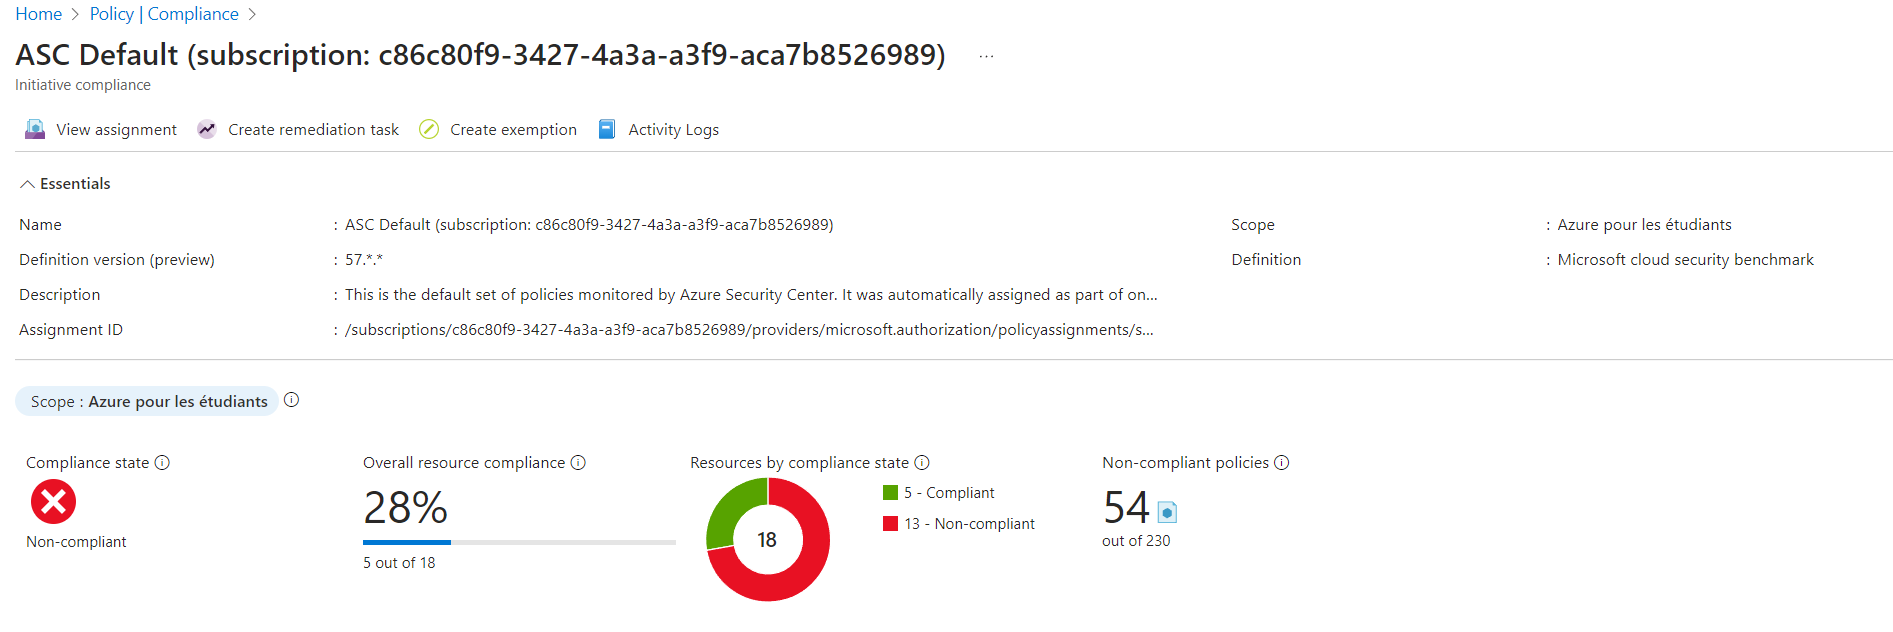 Home > Policy | Compliance >
ASC Default (subscription: c86c80f9-3427-4a3a-a3f9-aca7b8526989) ...
Initiative compliance
View assignment Create remediation task Create exemption Activity Logs
Essentials
Name : ASC Default (subscription: c86c80f9-3427-4a3a-a3f9-aca7b8526989) Scope : Azure pour les étudiants
Definition version (preview) : 57.*.* Definition : Microsoft cloud security benchmark
Description : This is the default set of policies monitored by Azure Security Center. It was automatically assigned as part of on...
Assignment ID : /subscriptions/c86c80f9-3427-4a3a-a3f9-aca7b8526989/providers/microsoft.authorization/policyassignments/s...
Scope : Azure pour les étudiants
Compliance state
Non-compliant
Overall resource compliance
28%
5 out of 18
Resources by compliance state
18
5 - Compliant
13 - Non-compliant
Non-compliant policies
54
out of 230